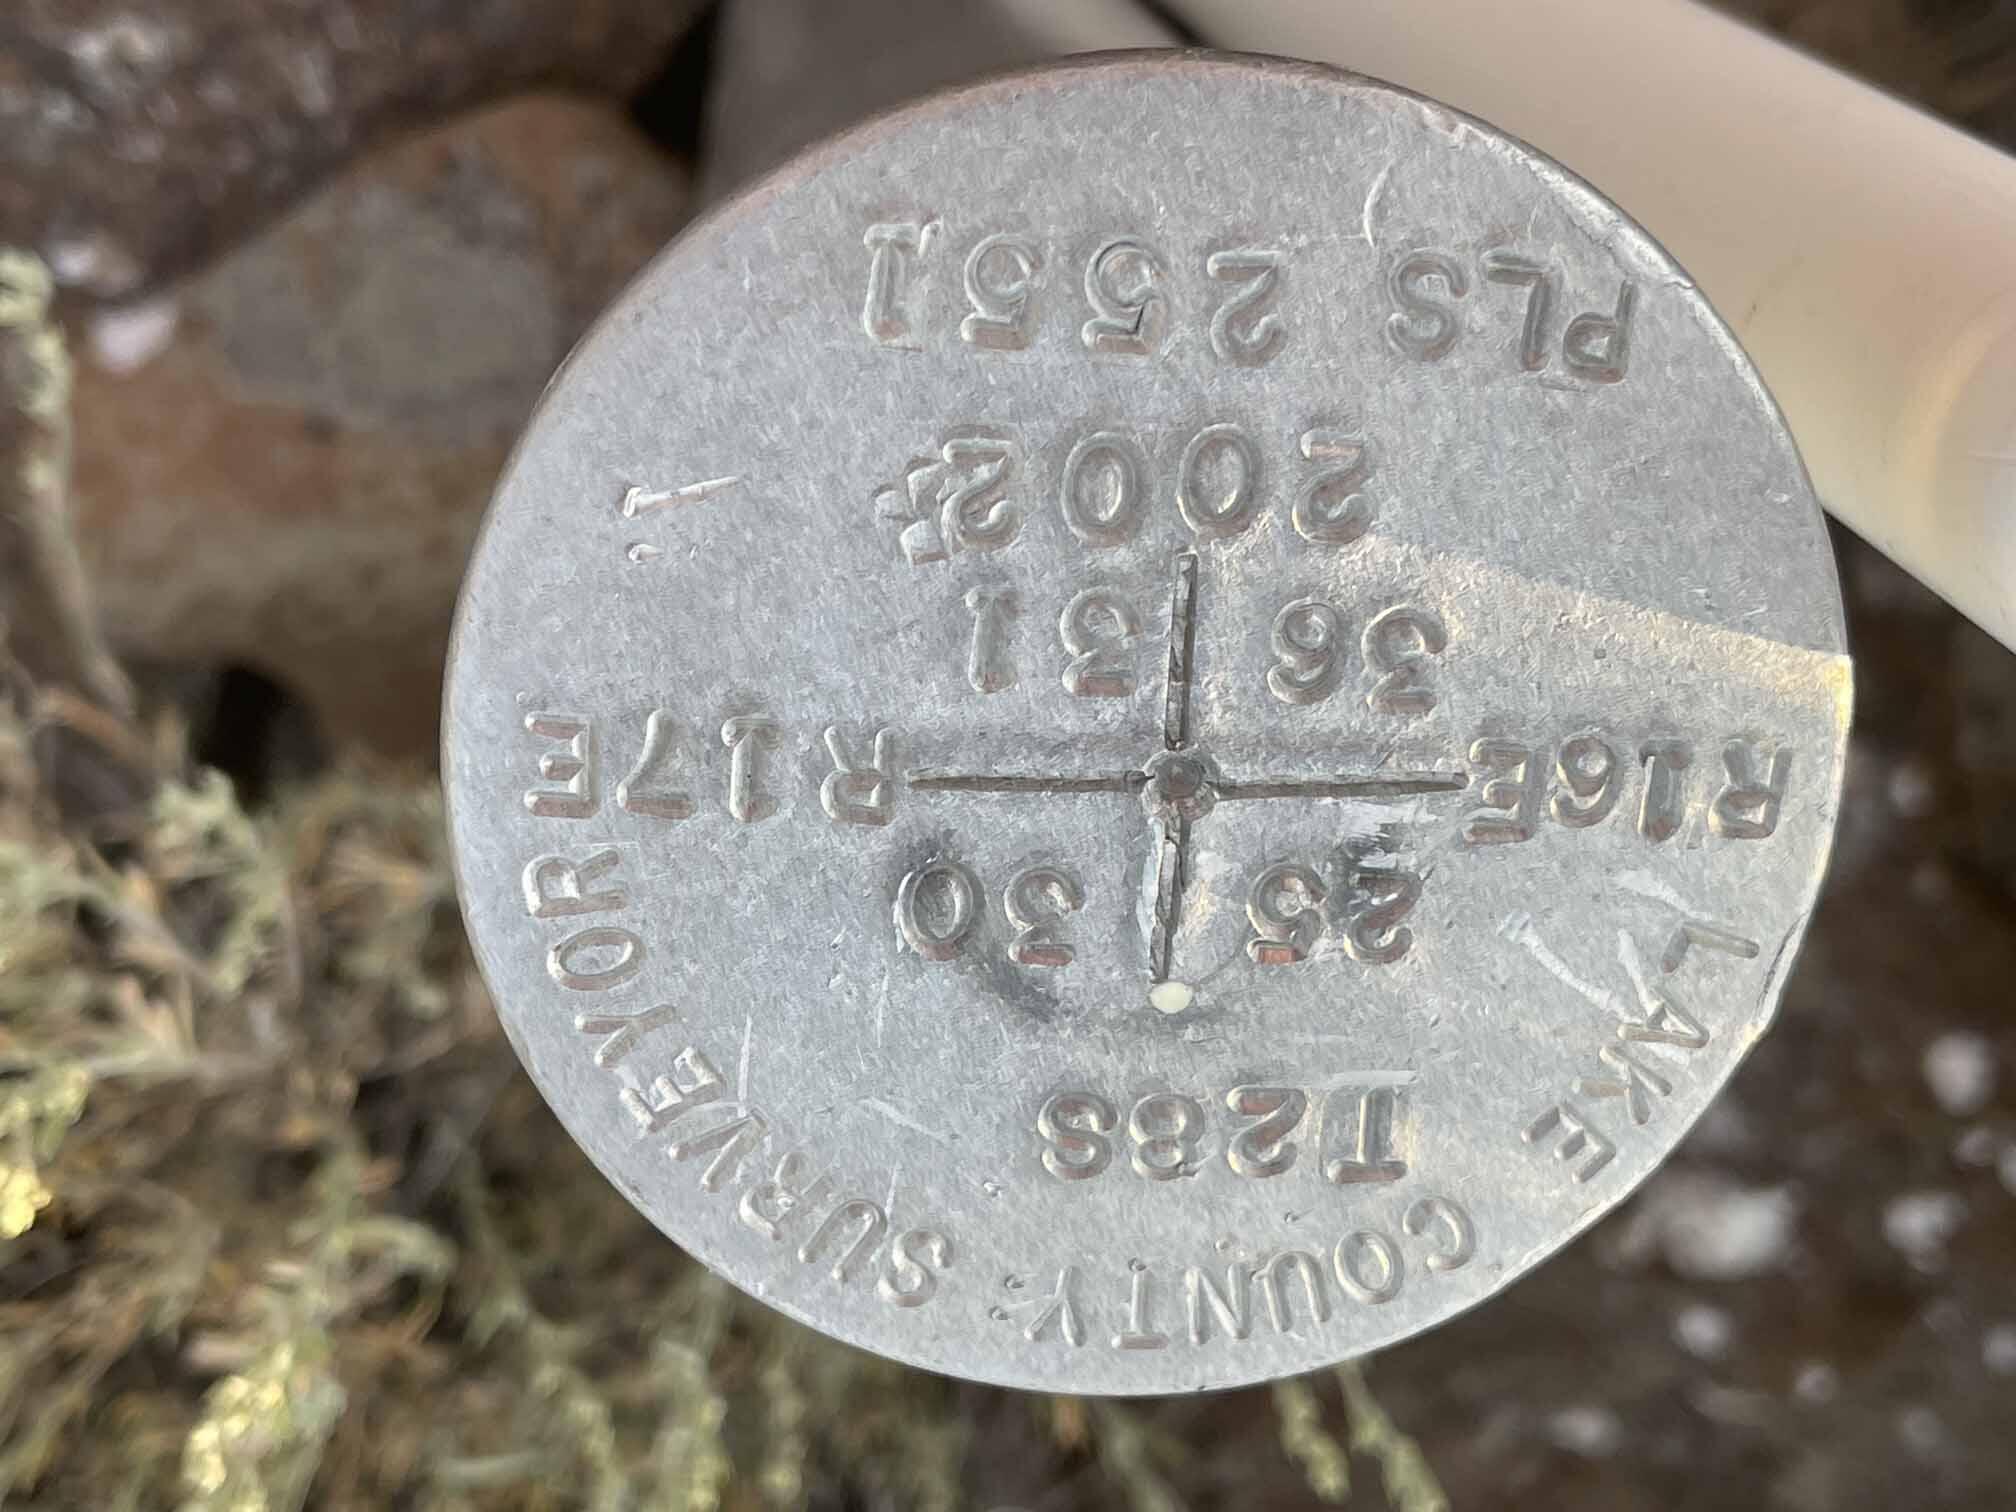 LAKE COUNTY SURVEYOR
T28S
25 30
R16E R17E
36 31
2002
PLS 2551